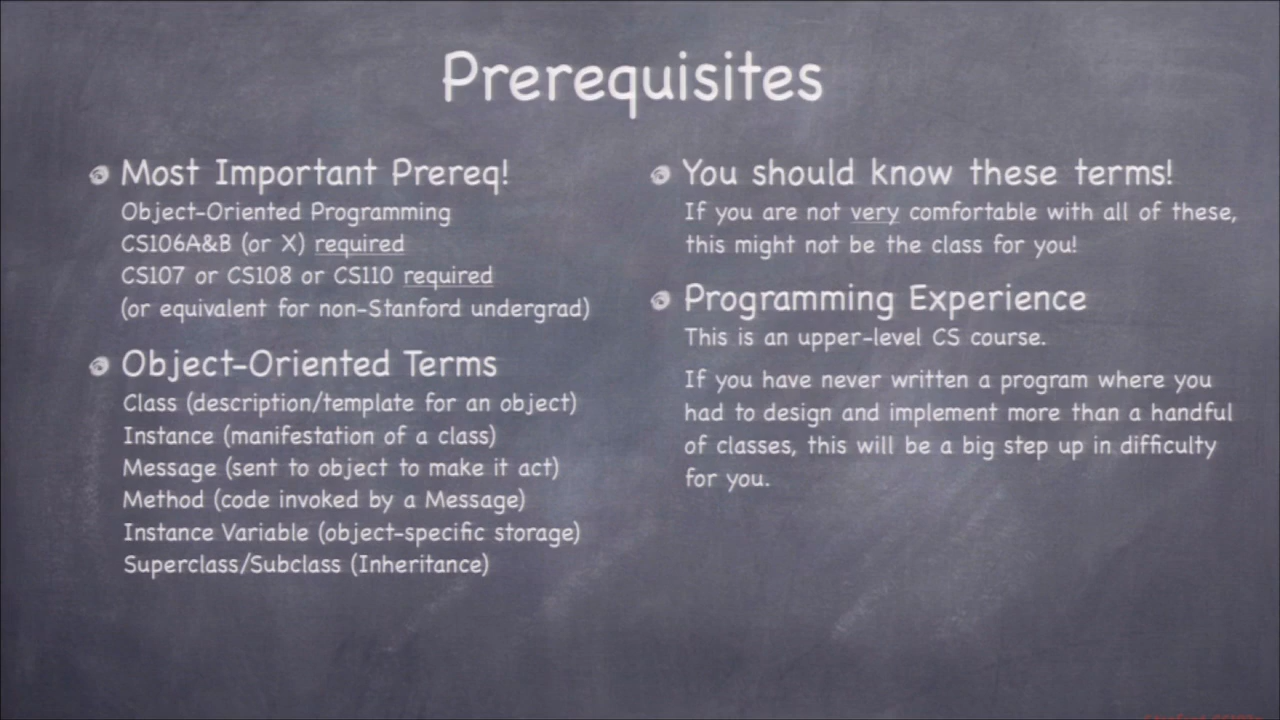 Prerequisites
Most Important Prereq!
Object-Oriented Programming
CS106A&B (or X) required
CS107 or CS108 or CS110 required
(or equivalent for non-Stanford undergrad)
Object-Oriented Terms
Class (description/template for an object)
Instance (manifestation of a class)
Message (sent to object to make it act)
Method (code invoked by a Message)
Instance Variable (object-specific storage)
Superclass/Subclass (Inheritance)
You should know these terms!
If you are not very comfortable with all of these,
this might not be the class for you!
Programming Experience
This is an upper-level CS course.
If you have never written a program where you
had to design and implement more than a handful
of classes, this will be a big step up in difficulty
for you.